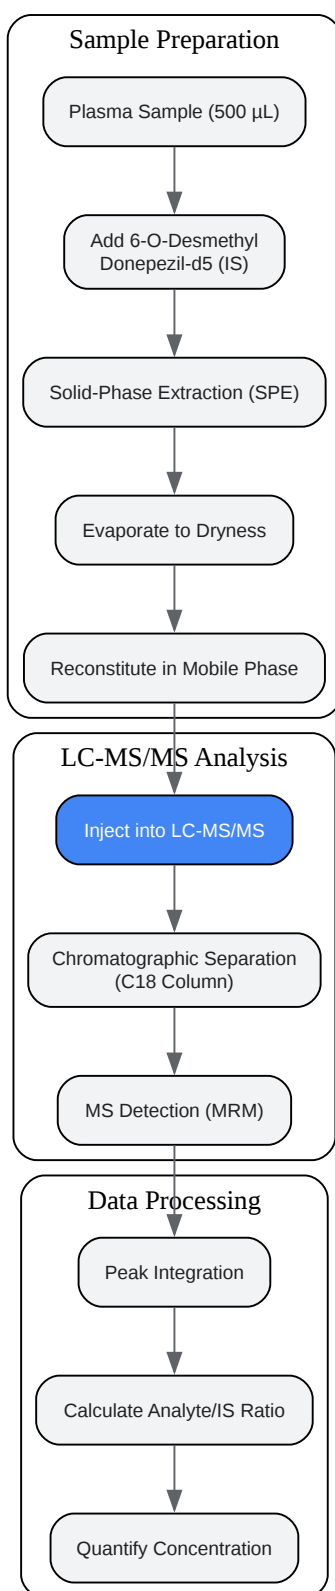 Sample Preparation
Plasma Sample (500 µL)
Add 6-O-Desmethyl
Donepezil-d5 (IS)
Solid-Phase Extraction (SPE)
Evaporate to Dryness
Reconstitute in Mobile Phase
LC-MS/MS Analysis
Inject into LC-MS/MS
Chromatographic Separation
(C18 Column)
MS Detection (MRM)
Data Processing
Peak Integration
Calculate Analyte/IS Ratio
Quantify Concentration